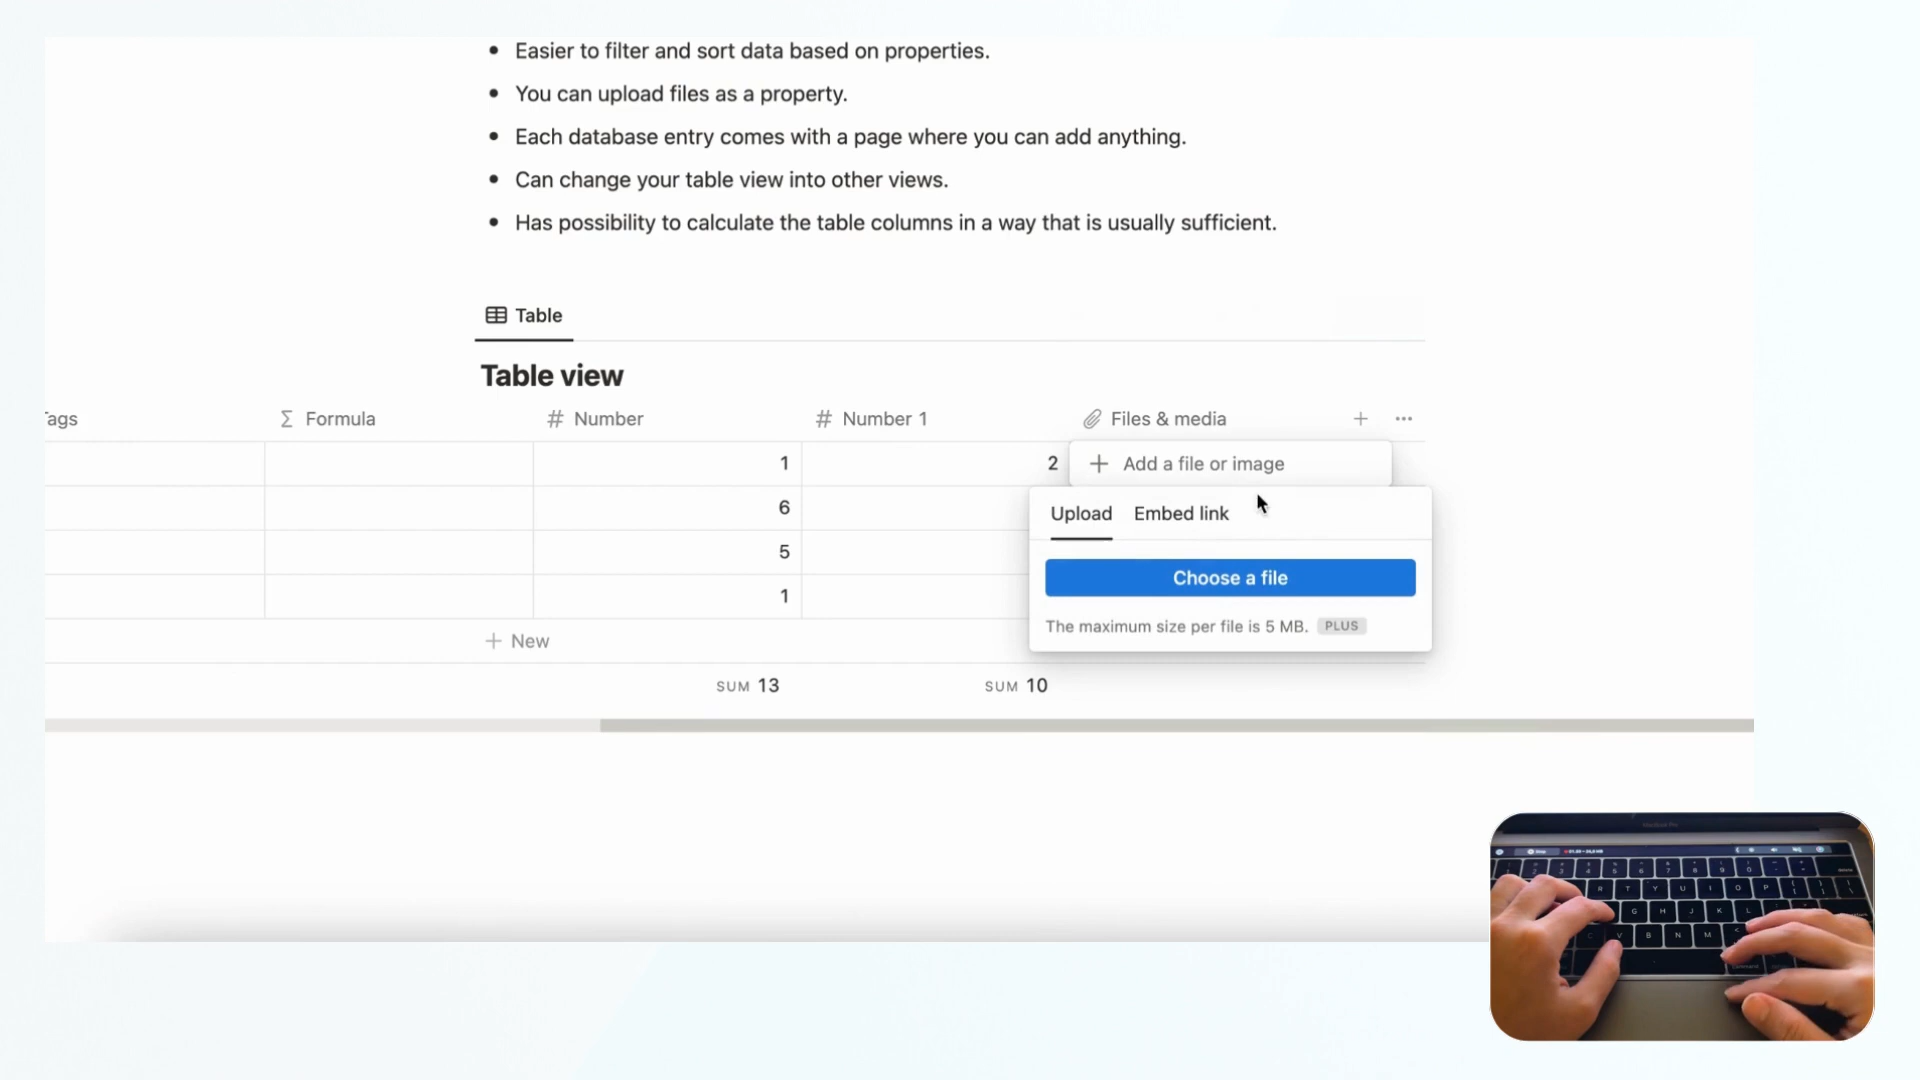 Easier to filter and sort data based on properties.
You can upload files as a property.
Each database entry comes with a page where you can add anything.
Can change your table view into other views.
Has possibility to calculate the table columns in a way that is usually sufficient.
Table
Table view
Tags Formula Number Number 1 Files & media
1 2 Add a file or image
6
Upload Embed link
5
Choose a file
1
The maximum size per file is 5 MB. PLUS
New
SUM 13 SUM 10
R T Y U I O P
G H J K L
C V B N M